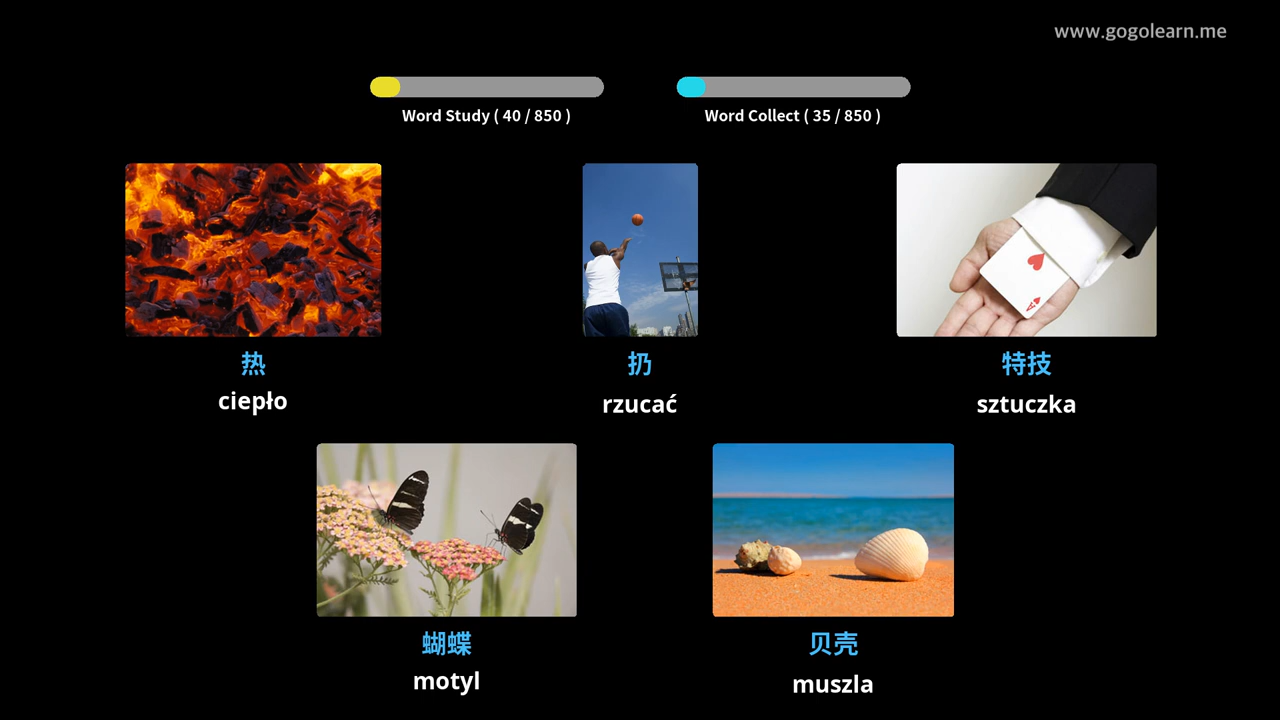 www.gogolearn.me
Word Study ( 40 / 850 )
Word Collect ( 35 / 850 )
热
ciepło
扔
rzucać
特技
sztuczka
蝴蝶
motyl
贝壳
muszla